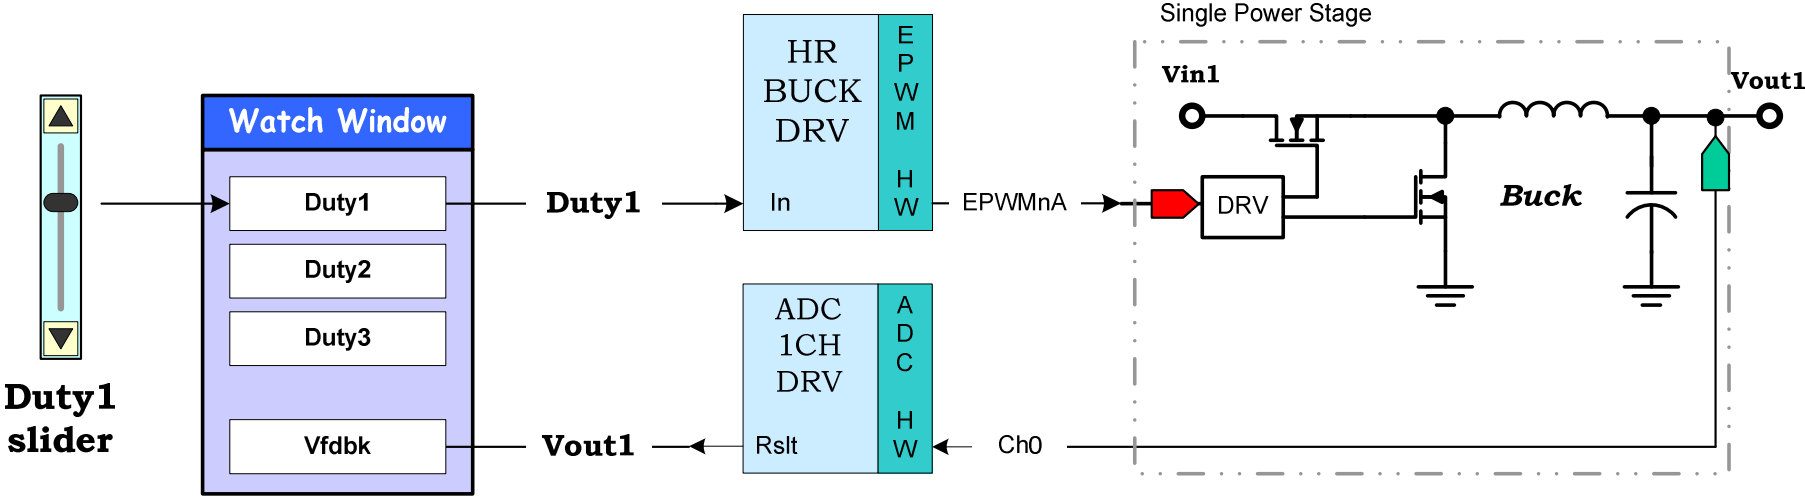 Single Power Stage
Duty1
slider
Watch Window
Duty1
Duty2
Duty3
Vfdbk
Duty1
Vout1
HR
BUCK
DRV
In
E
P
W
M
H
W
ADC
1CH
DRV
Rslt
A
D
C
H
W
EPWMnA
Ch0
Vin1
Vout1
DRV
Buck